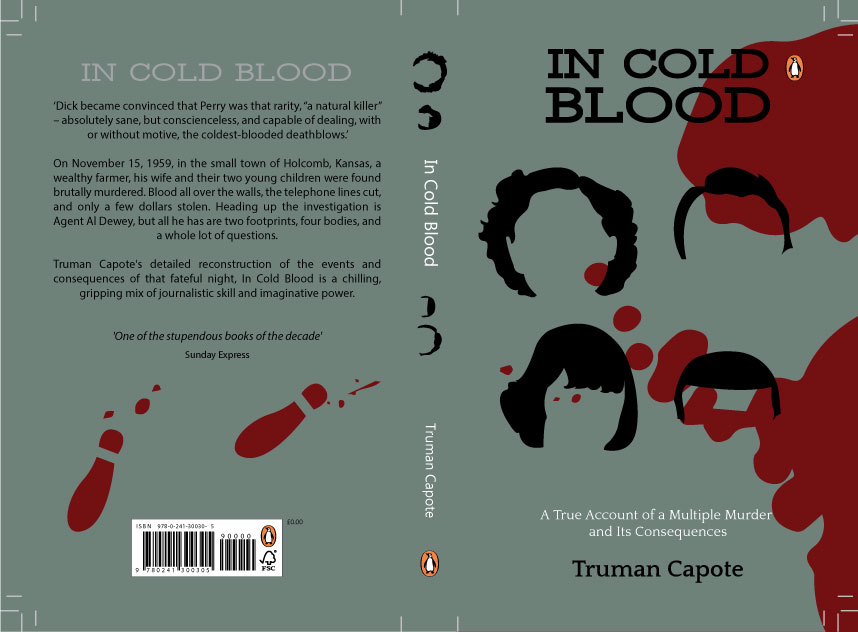 IN COLD BLOOD
‘Dick became convinced that Perry was that rarity, “a natural killer”
– absolutely sane, but conscienceless, and capable of dealing, with
or without motive, the coldest-blooded deathblows.’
On November 15, 1959, in the small town of Holcomb, Kansas, a
wealthy farmer, his wife and their two young children were found
brutally murdered. Blood all over the walls, the telephone lines cut,
and only a few dollars stolen. Heading up the investigation is
Agent Al Dewey, but all he has are two footprints, four bodies, and
a whole lot of questions.
Truman Capote's detailed reconstruction of the events and
consequences of that fateful night, In Cold Blood is a chilling,
gripping mix of journalistic skill and imaginative power.
'One of the stupendous books of the decade'
Sunday Express
ISBN 978-0-241-30030- 5
90000
9 780241 300305
FSC
£0.00
In Cold Blood
Truman Capote
IN COLD
BLOOD
A True Account of a Multiple Murder
and Its Consequences
Truman Capote